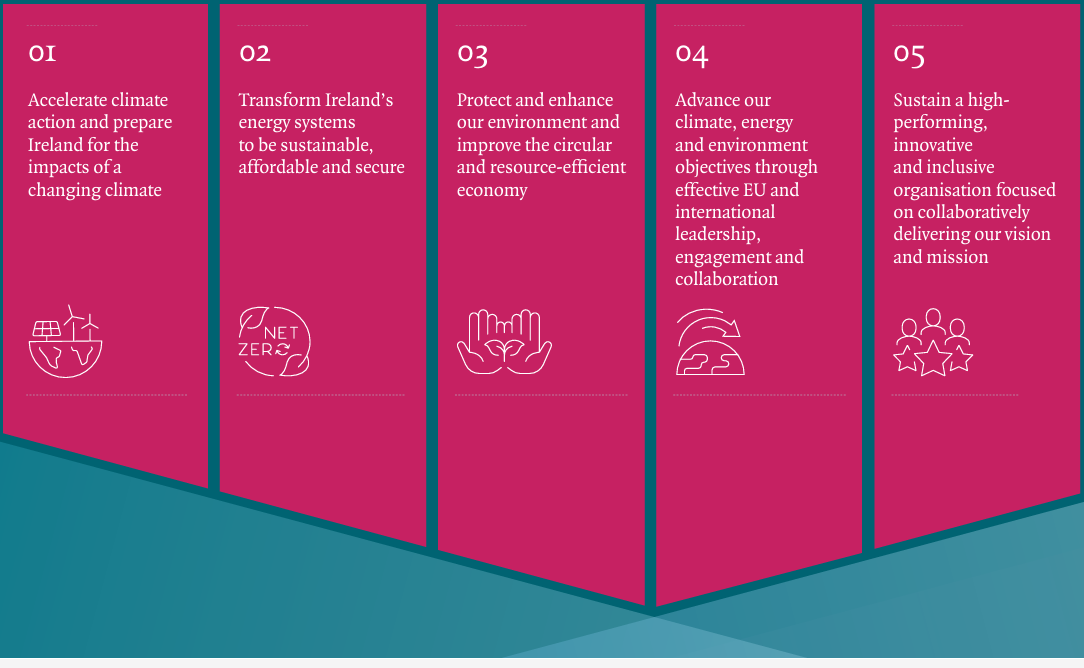 01
Accelerate climate
action and prepare
Ireland for the
impacts of a
changing climate
02
Transform Ireland’s
energy systems
to be sustainable,
affordable and secure
NET
ZERO
03
Protect and enhance
our environment and
improve the circular
and resource-efficient
economy
04
Advance our
climate, energy
and environment
objectives through
effective EU and
international
leadership,
engagement and
collaboration
05
Sustain a high-
performing,
innovative
and inclusive
organisation focused
on collaboratively
delivering our vision
and mission